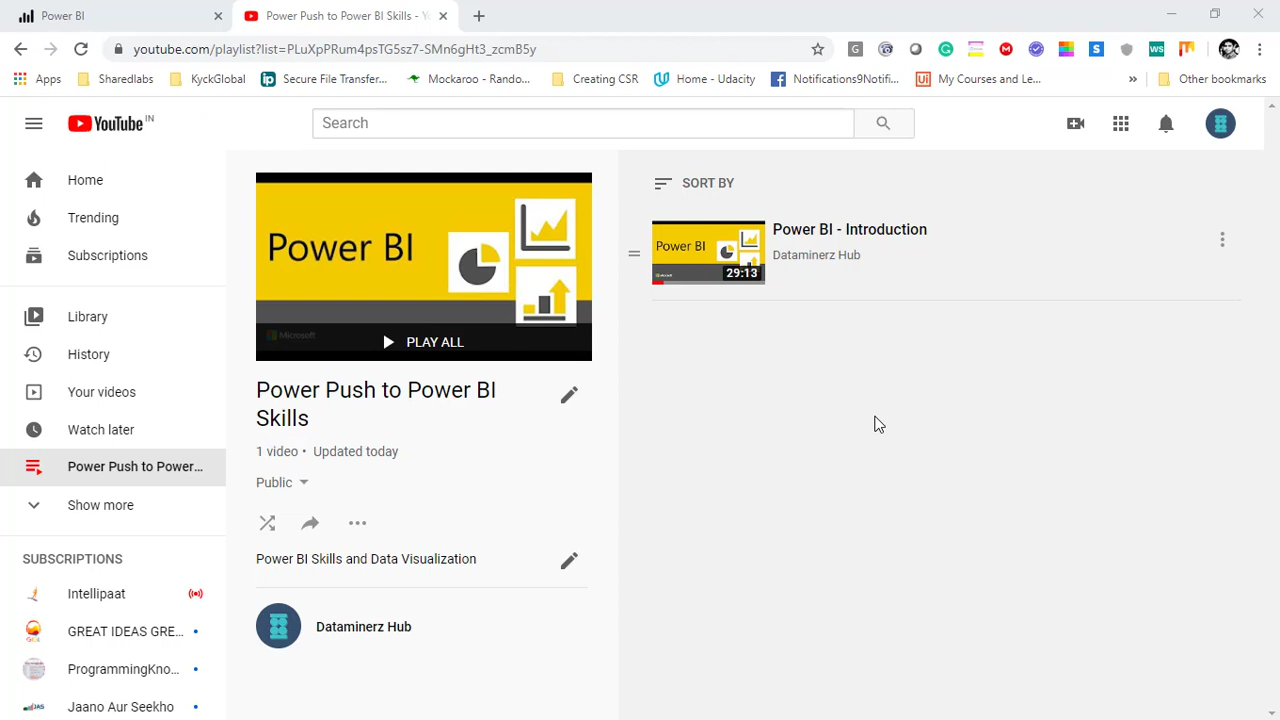 Power BI
Power Push to Power BI Skills - Y
youtube.com/playlist?list=PLuXpPRum4psTG5sz7-SMn6gHt3_zcmB5y
Apps
Sharedlabs
KyckGlobal
Secure File Transfer...
Mockaroo - Rando...
Creating CSR
Home - Udacity
Notifications9Notifi...
My Courses and Le...
»
Other bookmarks
YouTube IN
Search
Home
Trending
Subscriptions
Library
History
Your videos
Watch later
Power Push to Power...
Show more
SUBSCRIPTIONS
Intellipaat
GREAT IDEAS GRE...
ProgrammingKno...
Jaano Aur Seekho
Power BI
Microsoft
PLAY ALL
Power Push to Power BI
Skills
1 video • Updated today
Public
Power BI Skills and Data Visualization
Dataminerz Hub
SORT BY
Power BI
29:13
Power BI - Introduction
Dataminerz Hub